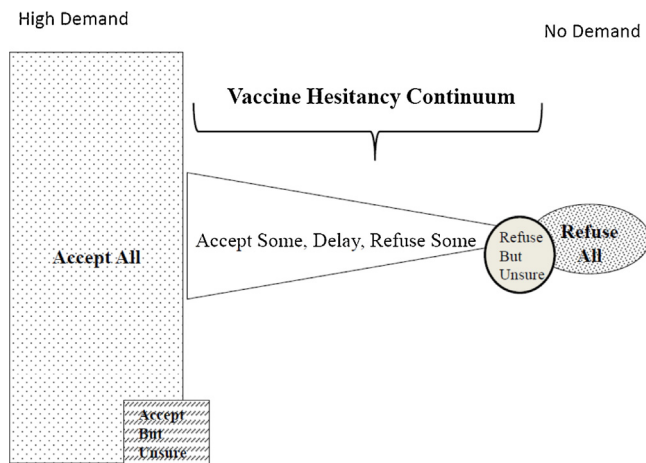 High Demand
No Demand
Vaccine Hesitancy Continuum
Accept All
Accept Some, Delay, Refuse Some
Refuse
But
Unsure
Refuse
All
Accept
But
Unsure